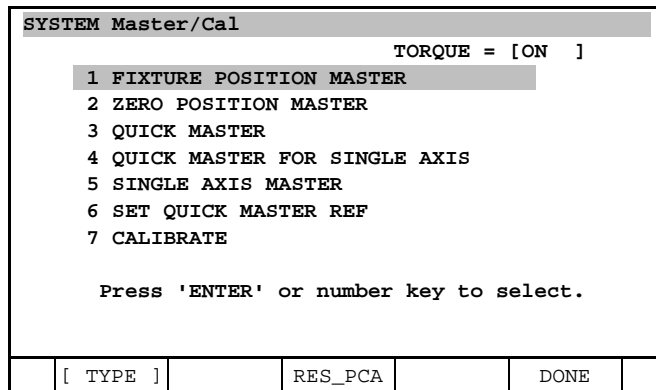 SYSTEM Master/Cal
TORQUE = [ON  ]
1 FIXTURE POSITION MASTER
2 ZERO POSITION MASTER
3 QUICK MASTER
4 QUICK MASTER FOR SINGLE AXIS
5 SINGLE AXIS MASTER
6 SET QUICK MASTER REF
7 CALIBRATE
Press 'ENTER' or number key to select.
[ TYPE ] RES_PCA DONE